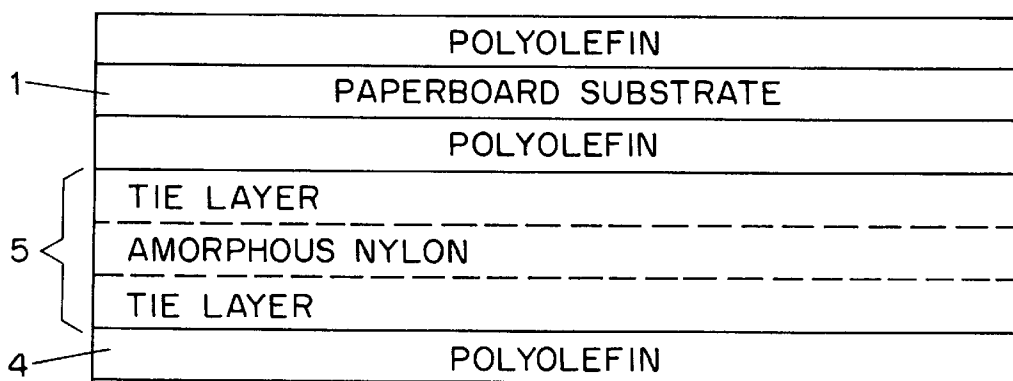 POLYOLEFIN
1
PAPERBOARD SUBSTRATE
POLYOLEFIN
TIE LAYER
5
AMORPHOUS NYLON
TIE LAYER
4
POLYOLEFIN